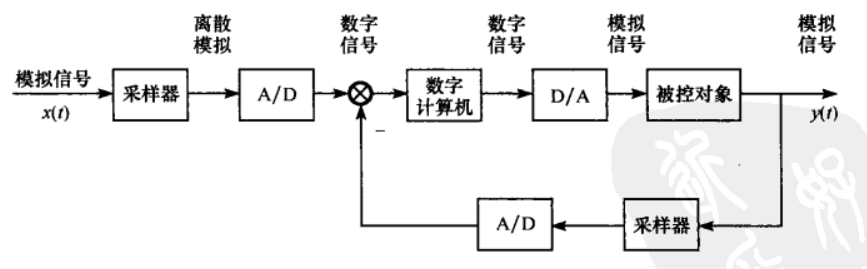 离散
模拟
数字
信号
数字
信号
模拟
信号
模拟
信号
模拟信号
x(t)
采样器
A/D
数字
计算机
D/A
被控对象
y(t)
−
A/D
采样器